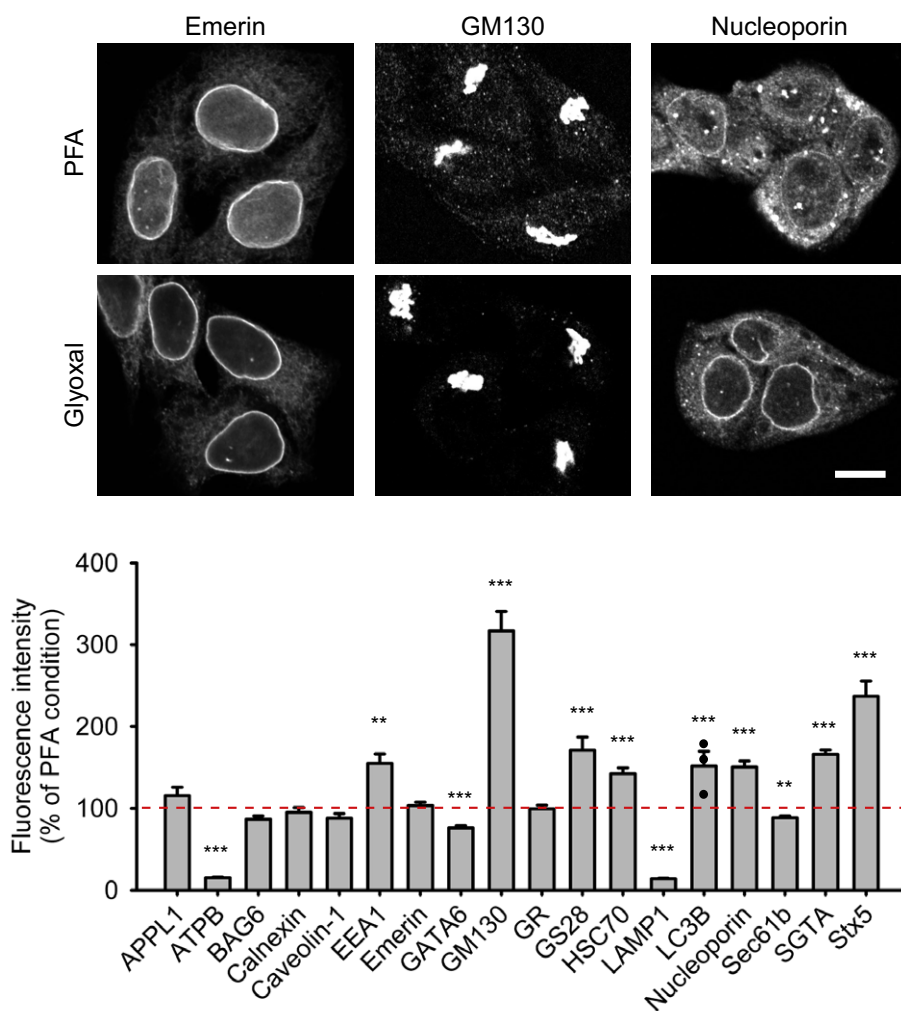 Emerin
GM130
Nucleoporin
PFA
Glyoxal
Fluorescence intensity
(% of PFA condition)
400
300
200
100
0
***
**
***
***
***
***
***
***
***
**
***
***
APPL1
ATPB
BAG6
Calnexin
Caveolin-1
EEA1
Emerin
GATA6
GM130
GR
GS28
HSC70
LAMP1
LC3B
Nucleoporin
Sec61b
SGTA
Stx5